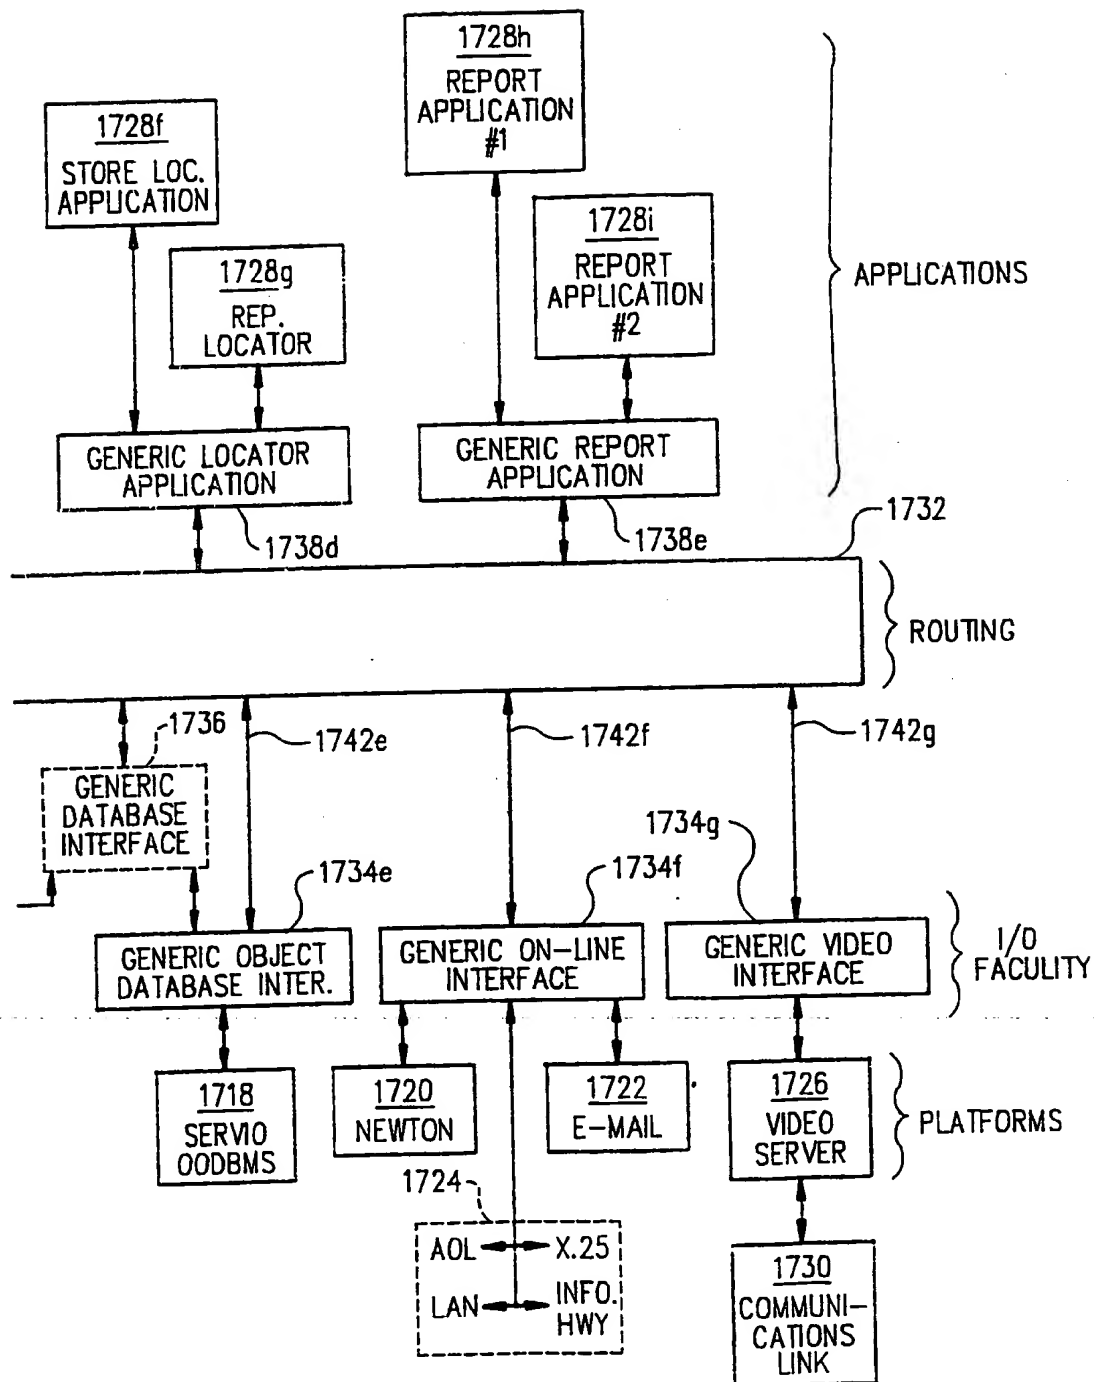 1728h
REPORT
APPLICATION
#1
1728f
STORE LOC.
APPLICATION
1728i
REPORT
APPLICATION
#2
1728g
REP.
LOCATOR
APPLICATIONS
GENERIC LOCATOR
APPLICATION
GENERIC REPORT
APPLICATION
1738d
1738e
1732
ROUTING
1736
1742e
1742f
1742g
GENERIC
DATABASE
INTERFACE
1734e
1734f
1734g
GENERIC OBJECT
DATABASE INTER.
GENERIC ON-LINE
INTERFACE
GENERIC VIDEO
INTERFACE
I/O
FACULITY
1718
SERVIO
OODBMS
1720
NEWTON
1722
E-MAIL
1726
VIDEO
SERVER
PLATFORMS
1724
AOL
X.25
LAN
INFO.
HWY
1730
COMMUNI-
CATIONS
LINK